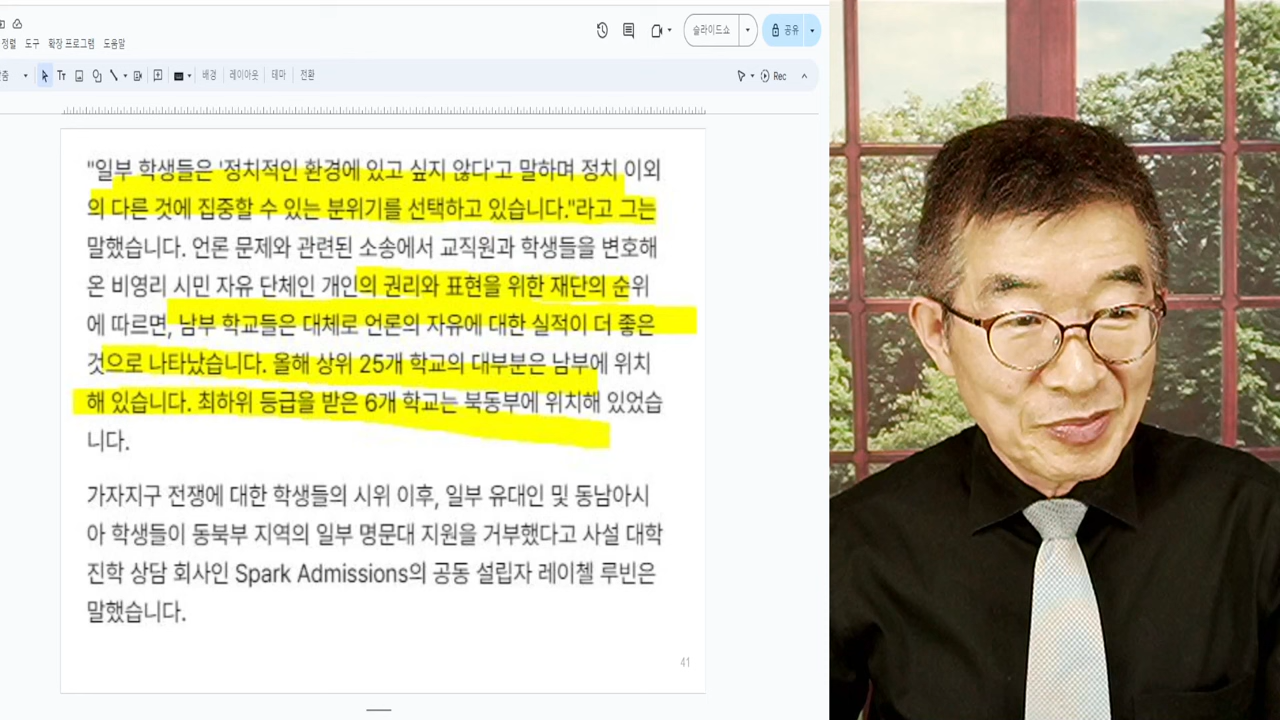 정렬 도구 확장 프로그램 도움말
슬라이드쇼
공유
배경 레이아웃 테마 전환
Rec
"일부 학생들은 '정치적인 환경에 있고 싶지 않다'고 말하며 정치 이외
의 다른 것에 집중할 수 있는 분위기를 선택하고 있습니다."라고 그는
말했습니다. 언론 문제와 관련된 소송에서 교직원과 학생들을 변호해
온 비영리 시민 자유 단체인 개인의 권리와 표현을 위한 재단의 순위
에 따르면, 남부 학교들은 대체로 언론의 자유에 대한 실적이 더 좋은
것으로 나타났습니다. 올해 상위 25개 학교의 대부분은 남부에 위치
해 있습니다. 최하위 등급을 받은 6개 학교는 북동부에 위치해 있었습
니다.
가자지구 전쟁에 대한 학생들의 시위 이후, 일부 유대인 및 동남아시
아 학생들이 동북부 지역의 일부 명문대 지원을 거부했다고 사설 대학
진학 상담 회사인 Spark Admissions의 공동 설립자 레이첼 루빈은
말했습니다.
41